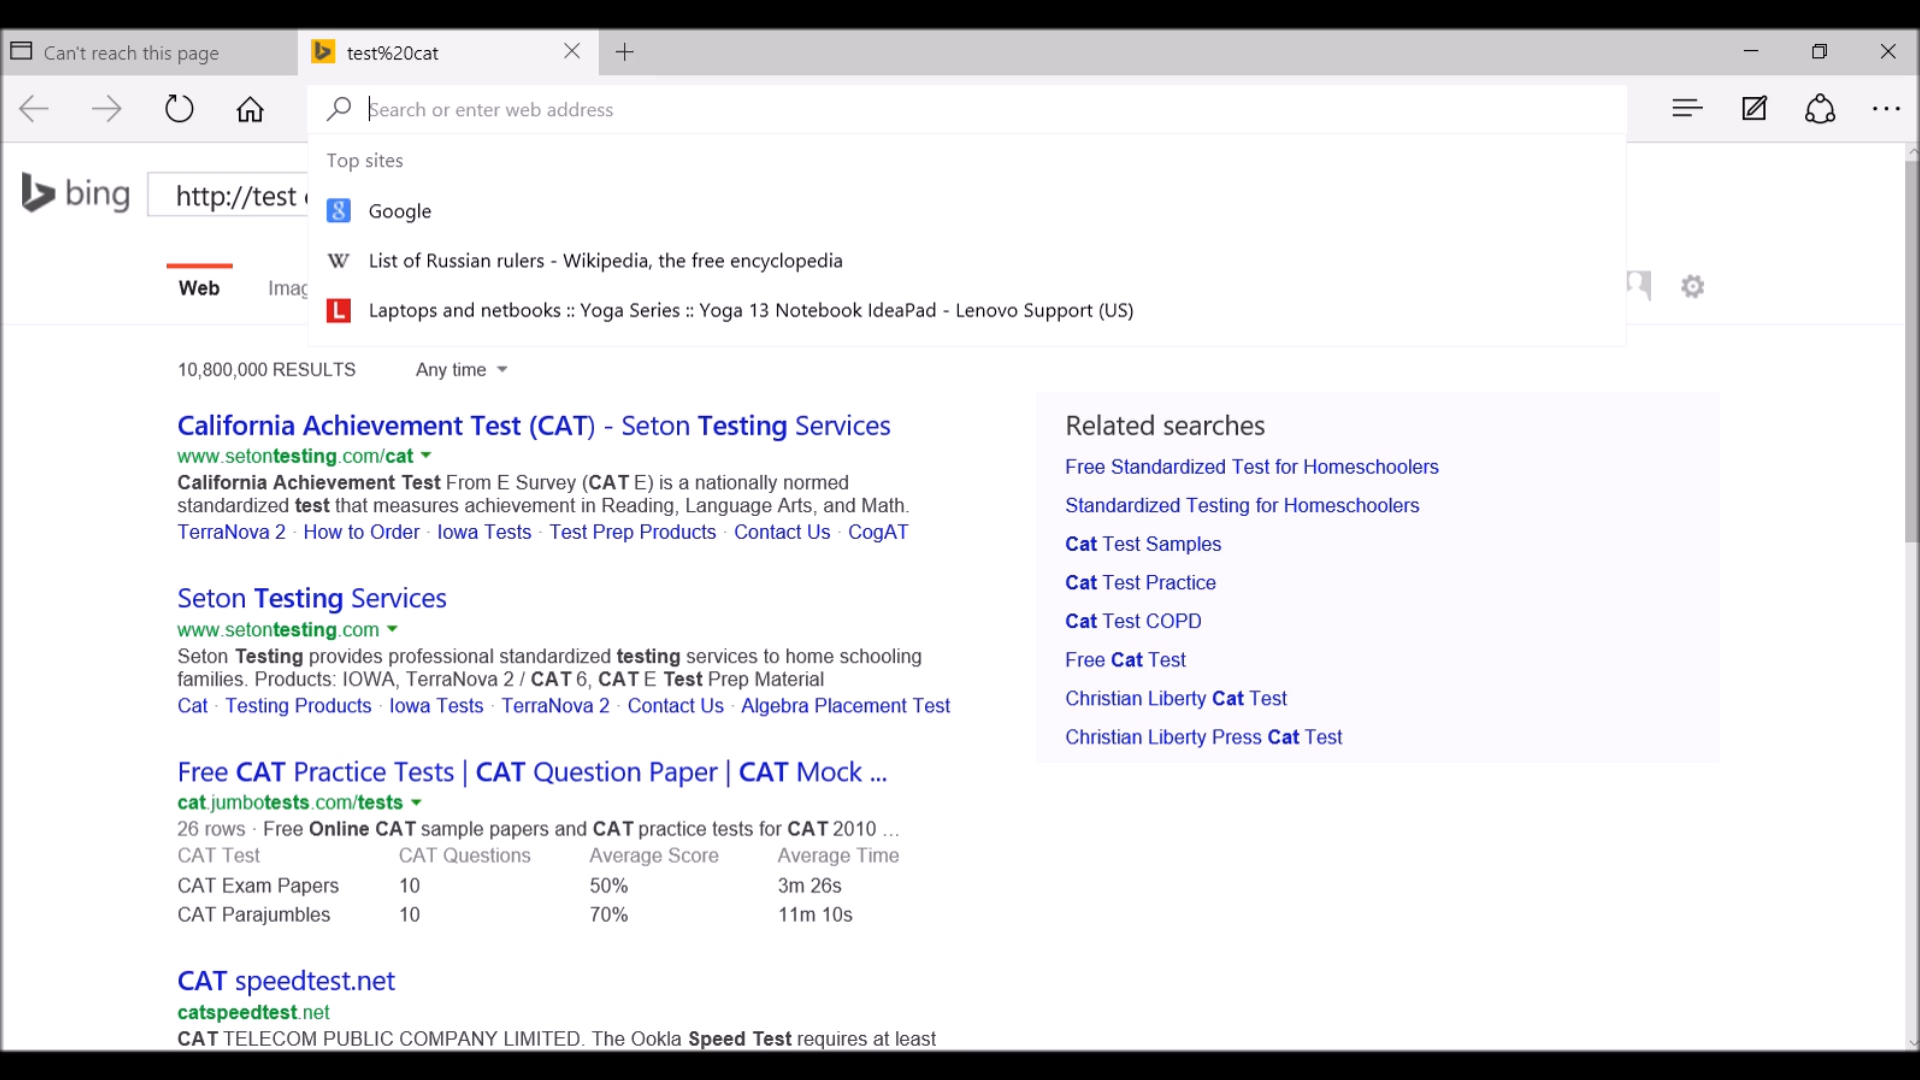 Can't reach this page
test%20cat
Search or enter web address
Top sites
bing
http://test
Google
W List of Russian rulers - Wikipedia, the free encyclopedia
L Laptops and netbooks :: Yoga Series :: Yoga 13 Notebook IdeaPad - Lenovo Support (US)
Web
Imag
10,800,000 RESULTS
Any time
California Achievement Test (CAT) - Seton Testing Services
www.setontesting.com/cat
California Achievement Test From E Survey (CAT E) is a nationally normed
standardized test that measures achievement in Reading, Language Arts, and Math.
TerraNova 2 · How to Order · Iowa Tests · Test Prep Products · Contact Us · CogAT
Seton Testing Services
www.setontesting.com
Seton Testing provides professional standardized testing services to home schooling
families. Products: IOWA, TerraNova 2 / CAT 6, CAT E Test Prep Material
Cat · Testing Products · Iowa Tests · TerraNova 2 · Contact Us · Algebra Placement Test
Free CAT Practice Tests | CAT Question Paper | CAT Mock ...
cat.jumbotests.com/tests
26 rows · Free Online CAT sample papers and CAT practice tests for CAT 2010 ...
CAT Test CAT Questions Average Score Average Time
CAT Exam Papers 10 50% 3m 26s
CAT Parajumbles 10 70% 11m 10s
CAT speedtest.net
catspeedtest.net
CAT TELECOM PUBLIC COMPANY LIMITED. The Ookla Speed Test requires at least
Related searches
Free Standardized Test for Homeschoolers
Standardized Testing for Homeschoolers
Cat Test Samples
Cat Test Practice
Cat Test COPD
Free Cat Test
Christian Liberty Cat Test
Christian Liberty Press Cat Test